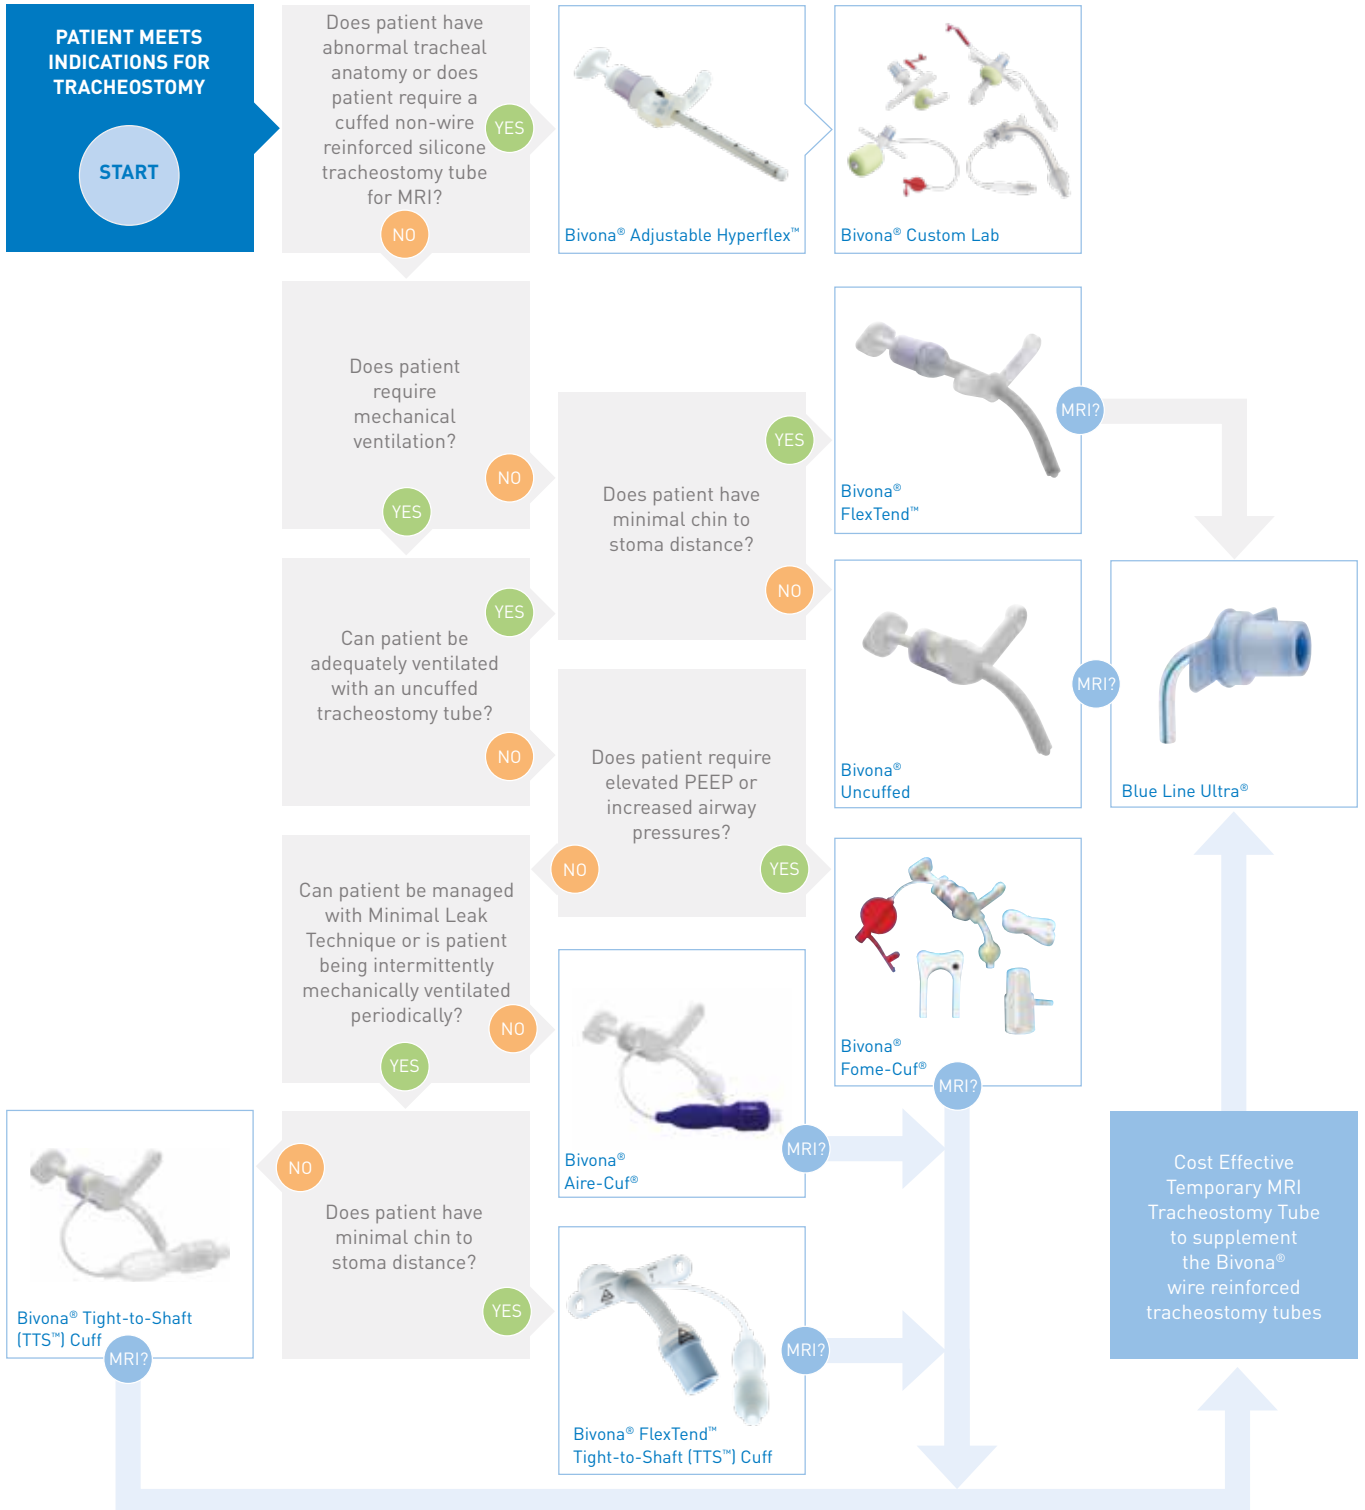 PATIENT MEETS
INDICATIONS FOR
TRACHEOSTOMY
START
Does patient have
abnormal tracheal
anatomy or does
patient require a
cuffed non-wire
reinforced silicone
tracheostomy tube
for MRI?
YES
NO
Bivona® Adjustable Hyperflex™
Bivona® Custom Lab
Does patient
require
mechanical
ventilation?
NO
YES
Does patient have
minimal chin to
stoma distance?
YES
NO
Bivona®
FlexTend™
MRI?
Can patient be
adequately ventilated
with an uncuffed
tracheostomy tube?
YES
NO
Bivona®
Uncuffed
MRI?
Blue Line Ultra®
Does patient require
elevated PEEP or
increased airway
pressures?
NO
YES
Can patient be managed
with Minimal Leak
Technique or is patient
being intermittently
mechanically ventilated
periodically?
NO
YES
Bivona®
Fome-Cuf®
MRI?
Bivona®
Aire-Cuf®
MRI?
Does patient have
minimal chin to
stoma distance?
NO
YES
Bivona® Tight-to-Shaft
(TTS™) Cuff
MRI?
Bivona® FlexTend™
Tight-to-Shaft (TTS™) Cuff
MRI?
Cost Effective
Temporary MRI
Tracheostomy Tube
to supplement
the Bivona®
wire reinforced
tracheostomy tubes